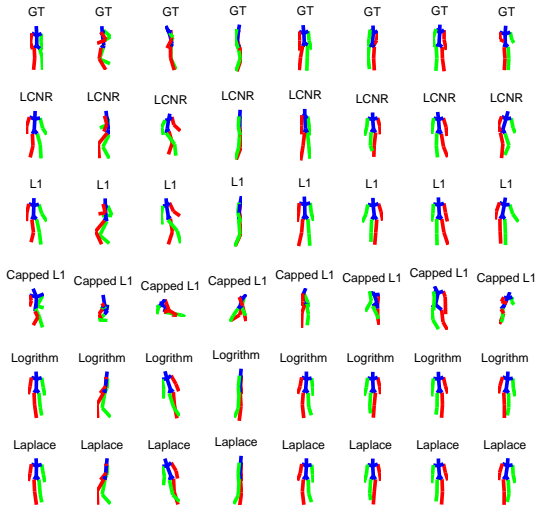 GT GT GT GT GT GT GT GT
LCNR LCNR LCNR LCNR LCNR LCNR LCNR LCNR
L1 L1 L1 L1 L1 L1 L1 L1
Capped L1 Capped L1 Capped L1 Capped L1 Capped L1 Capped L1 Capped L1 Capped L1
Logrithm Logrithm Logrithm Logrithm Logrithm Logrithm Logrithm Logrithm
Laplace Laplace Laplace Laplace Laplace Laplace Laplace Laplace